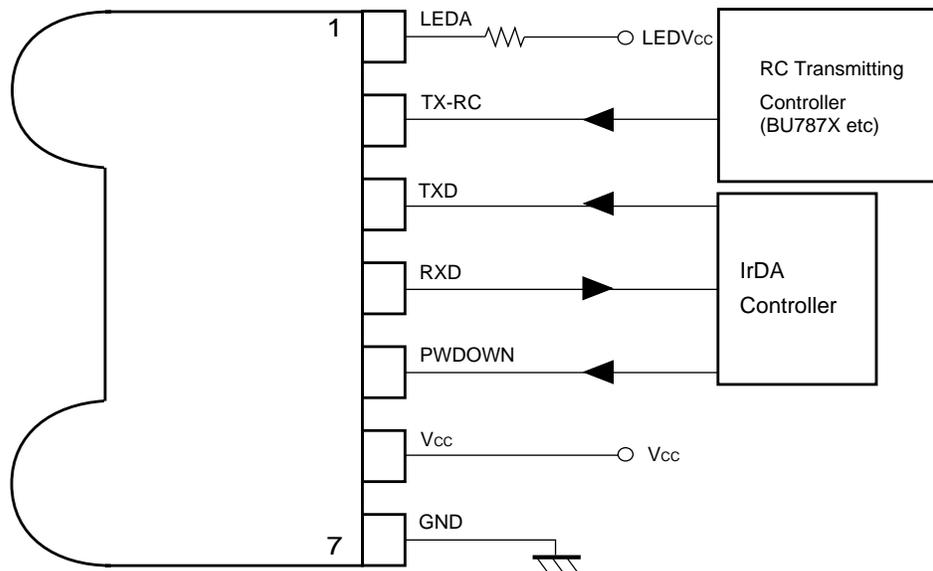 1
LEDA
LEDVCC
TX-RC
RC Transmitting
Controller
(BU787X etc)
TXD
RXD
IrDA
Controller
PWDOWN
VCC
VCC
GND
7